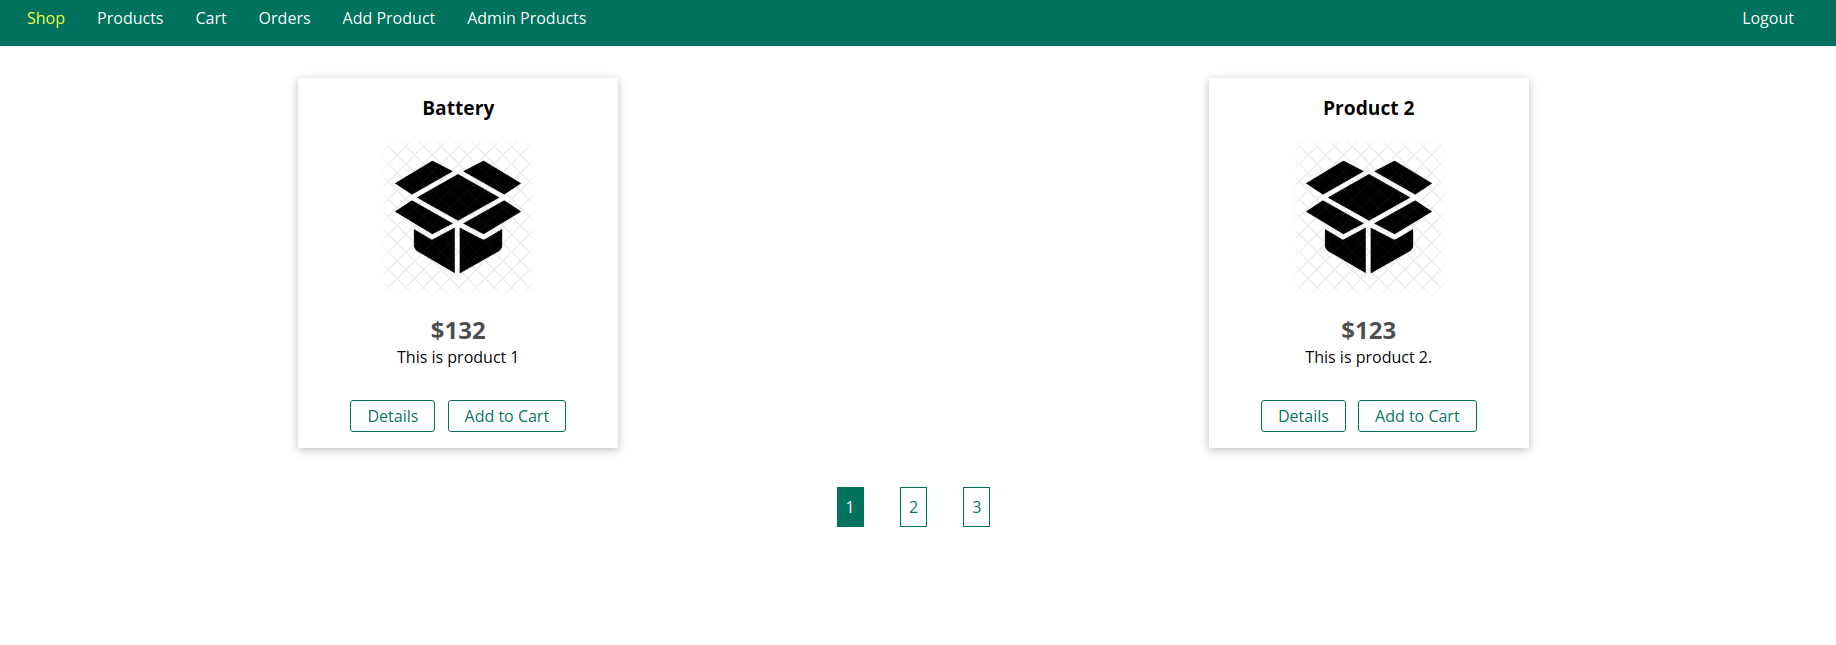 Shop Products Cart Orders Add Product Admin Products Logout
Battery
$132
This is product 1
Details Add to Cart
Product 2
$123
This is product 2.
Details Add to Cart
1 2 3